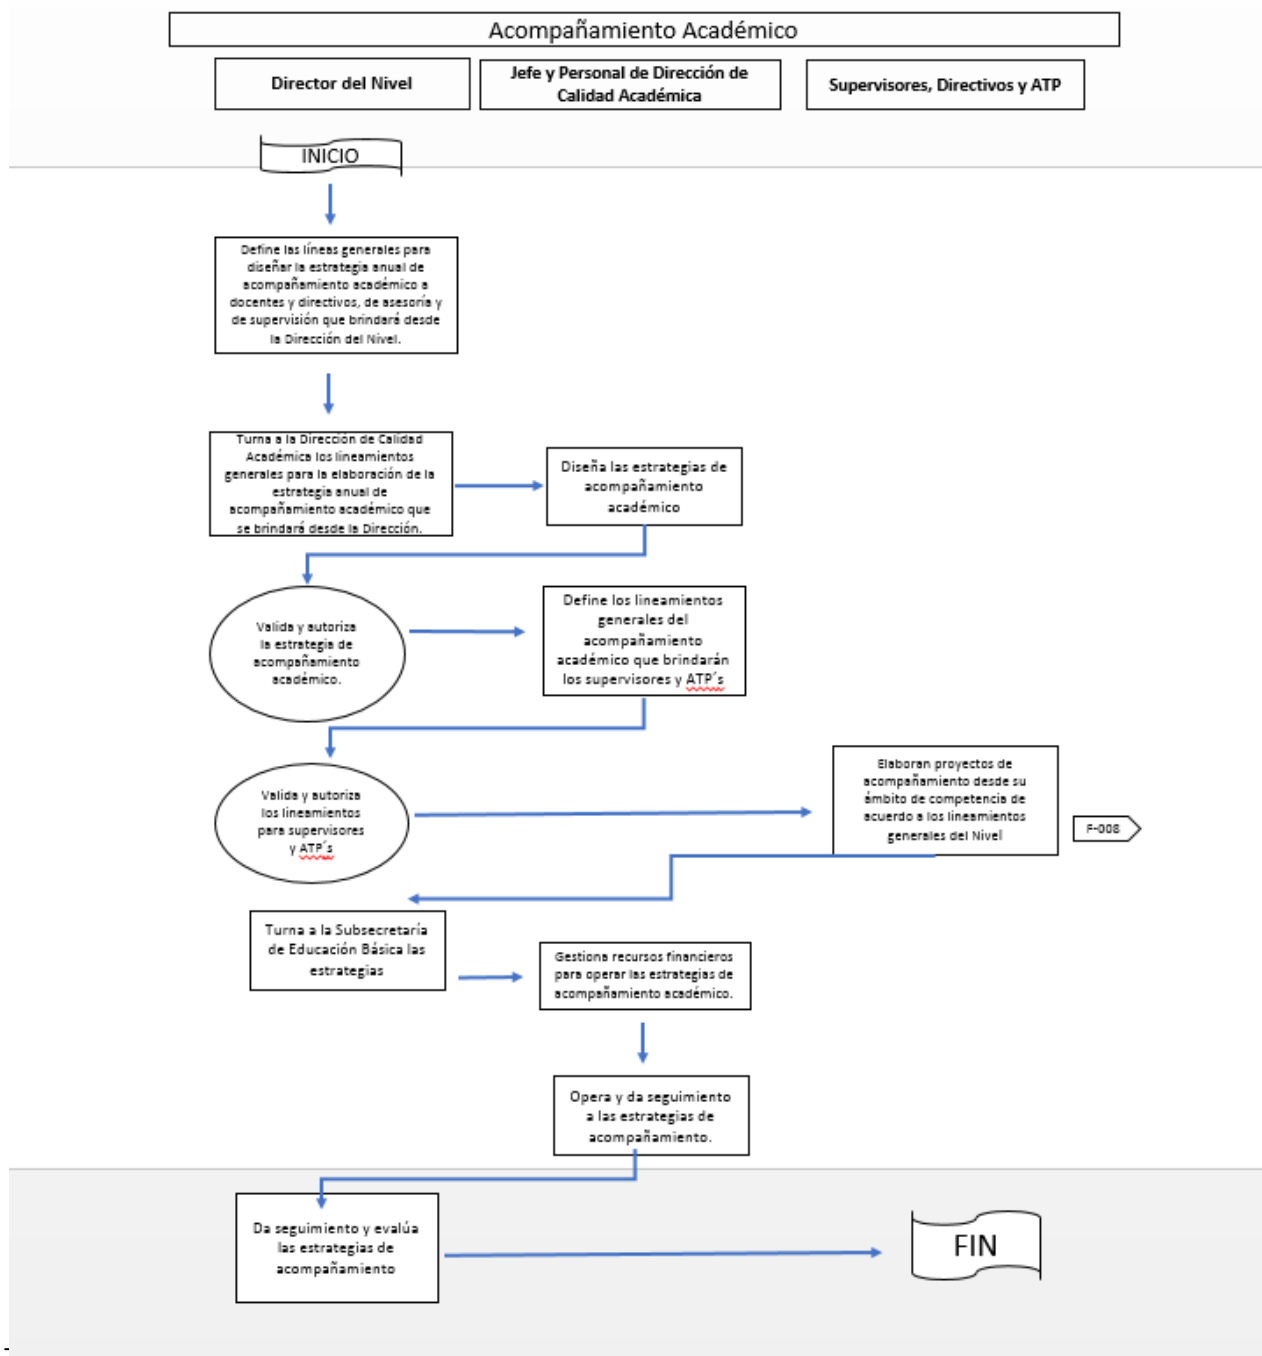 Acompañamiento Académico
Director del Nivel
Jefe y Personal de Dirección de
Calidad Académica
Supervisores, Directivos y ATP
INICIO
Define las líneas generales para
diseñar la estrategia anual de
acompañamiento académico a
docentes y directivos, de asesoría y
de supervisión que brindará desde
la Dirección del Nivel.
Turna a la Dirección de Calidad
Académica los lineamientos
generales para la elaboración de la
estrategia anual de
acompañamiento académico que
se brindará desde la Dirección.
Diseña las estrategias de
acompañamiento
académico
Valida y autoriza
la estrategia de
acompañamiento
académico.
Define los lineamientos
generales del
acompañamiento
académico que brindarán
los supervisores y ATP´s
Valida y autoriza
los lineamientos
para supervisores
y ATP´s
Elaboran proyectos de
acompañamiento desde su
ámbito de competencia de
acuerdo a los lineamientos
generales del Nivel
F-008
Turna a la Subsecretaría
de Educación Básica las
estrategias
Gestiona recursos financieros
para operar las estrategias de
acompañamiento académico.
Opera y da seguimiento
a las estrategias de
acompañamiento.
Da seguimiento y evalúa
las estrategias de
acompañamiento
FIN